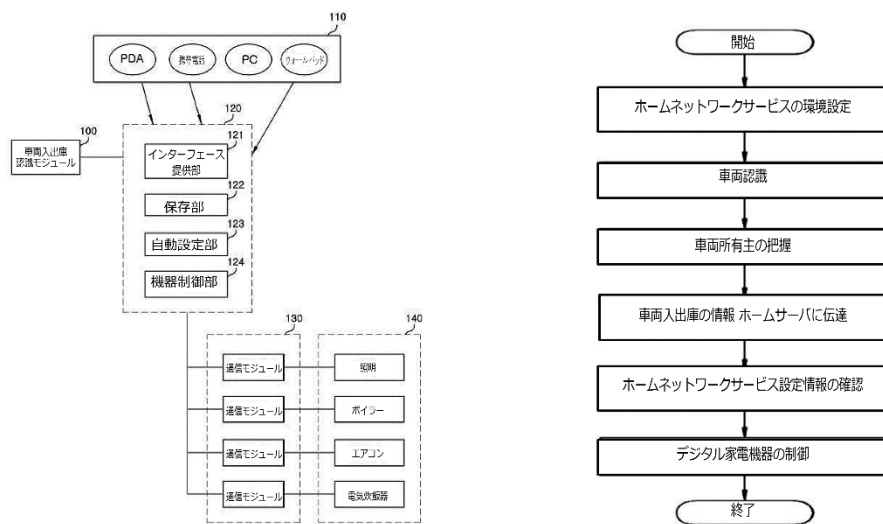 110
PDA
携帯電話
PC
ウォールパッド
120
100
車両入出庫
認識モジュール
121
インターフェース
提供部
122
保存部
123
自動設定部
124
機器制御部
130
140
通信モジュール
照明
通信モジュール
ボイラー
通信モジュール
エアコン
通信モジュール
電気炊飯器
開始
ホームネットワークサービスの環境設定
車両認識
車両所有主の把握
車両入出庫の情報 ホームサーバに伝達
ホームネットワークサービス設定情報の確認
デジタル家電機器の制御
終了